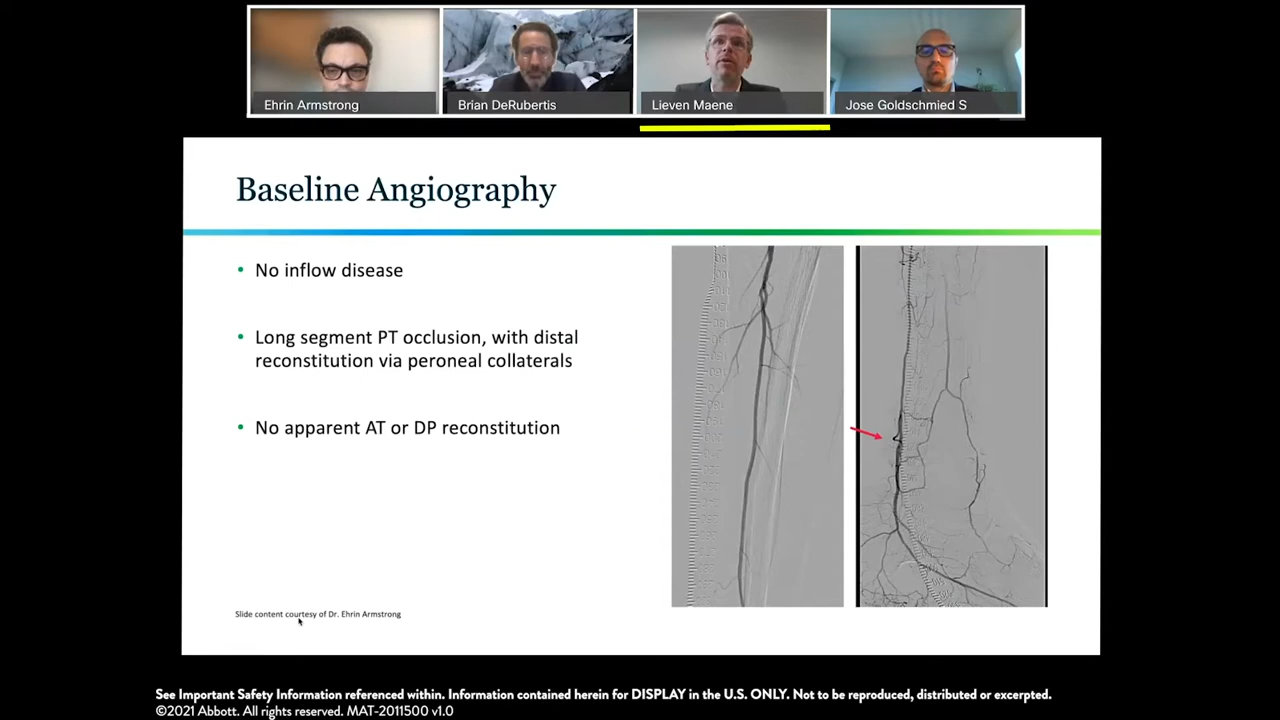 Ehrin Armstrong
Brian DeRubertis
Lieven Maene
Jose Goldschmied S
Baseline Angiography
• No inflow disease
• Long segment PT occlusion, with distal
reconstitution via peroneal collaterals
• No apparent AT or DP reconstitution
Slide content courtesy of Dr. Ehrin Armstrong
See Important Safety Information referenced within. Information contained herein for DISPLAY in the U.S. ONLY. Not to be reproduced, distributed or excerpted.
©2021 Abbott. All rights reserved. MAT-2011500 v1.0